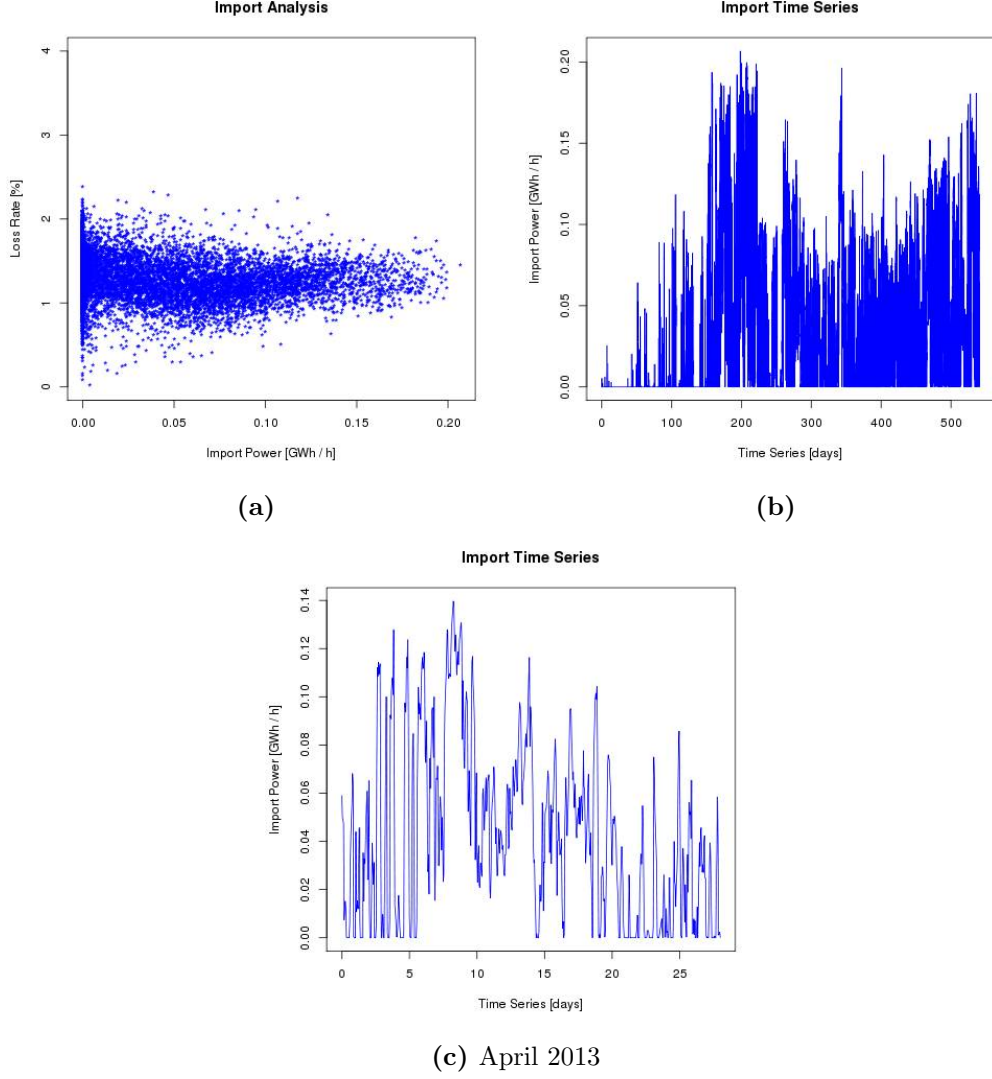 Import Analysis
Loss Rate [%]
0 1 2 3 4
0.00 0.05 0.10 0.15 0.20
Import Power [GWh / h]
(a)
Import Time Series
Import Power [GWh / h]
0.00 0.05 0.10 0.15 0.20
0 100 200 300 400 500
Time Series [days]
(b)
Import Time Series
Import Power [GWh / h]
0.00 0.02 0.04 0.06 0.08 0.10 0.12 0.14
0 5 10 15 20 25
Time Series [days]
(c) April 2013